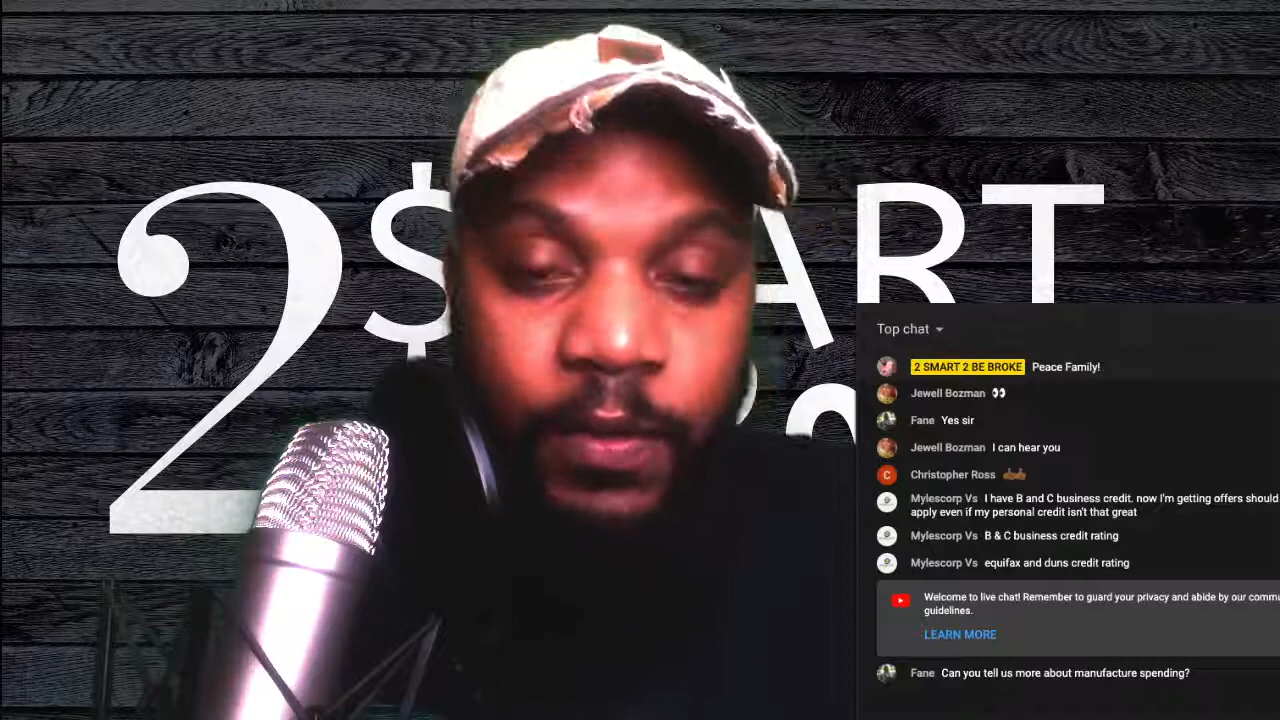 2 $ ART
Top chat
2 SMART 2 BE BROKE Peace Family!
Jewell Bozman 👀
Fane Yes sir
Jewell Bozman I can hear you
C Christopher Ross
Mylescorp Vs I have B and C business credit. now I'm getting offers should
apply even if my personal credit isn't that great
Mylescorp Vs B & C business credit rating
Mylescorp Vs equifax and duns credit rating
Welcome to live chat! Remember to guard your privacy and abide by our
guidelines.
LEARN MORE
Fane Can you tell us more about manufacture spending?